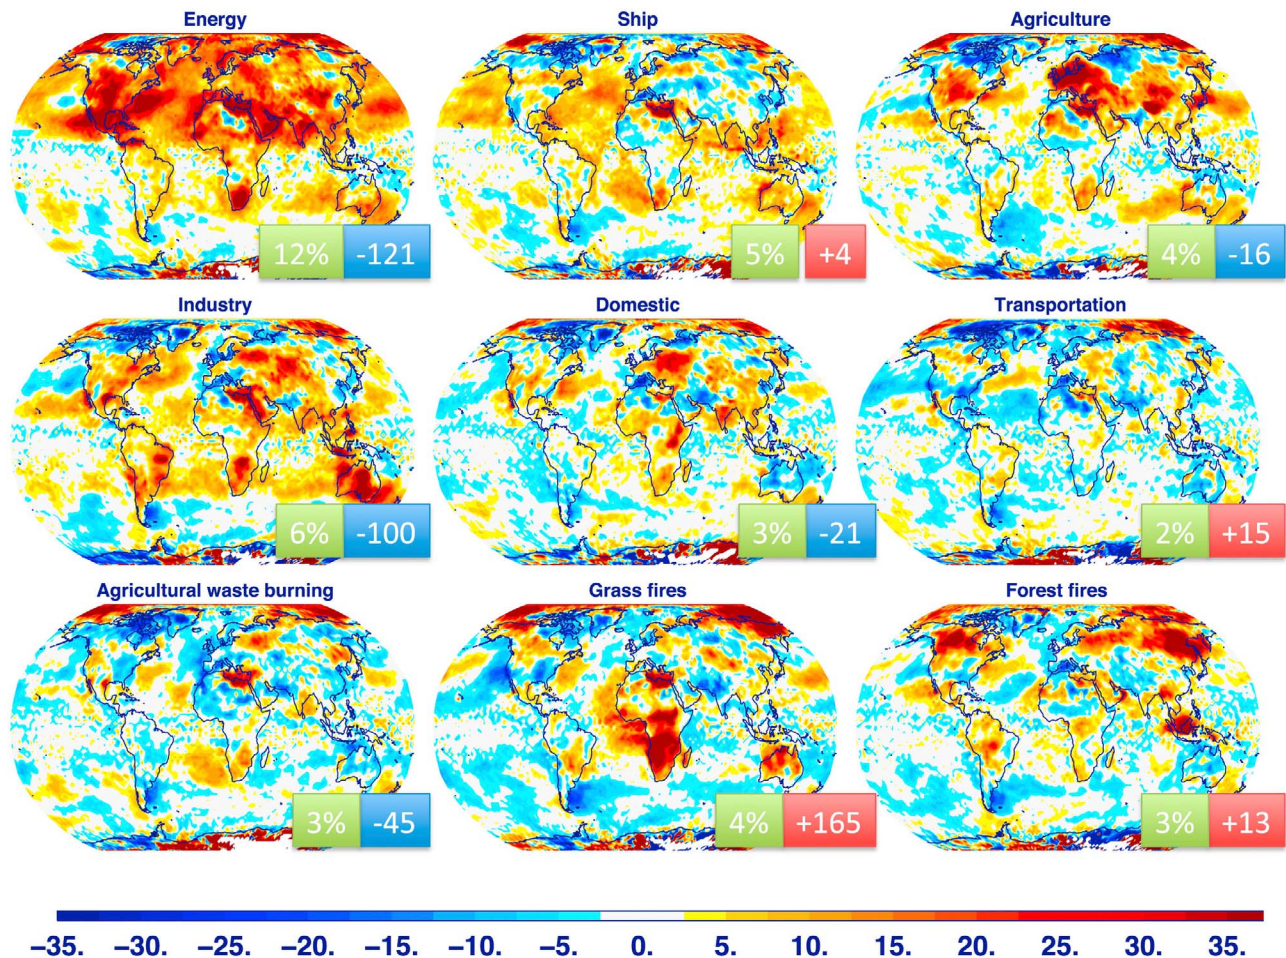 Energy Ship Agriculture
12% -121 5% +4 4% -16
Industry Domestic Transportation
6% -100 3% -21 2% +15
Agricultural waste burning Grass fires Forest fires
3% -45 4% +165 3% +13
−35. −30. −25. −20. −15. −10. −5. 0. 5. 10. 15. 20. 25. 30. 35.